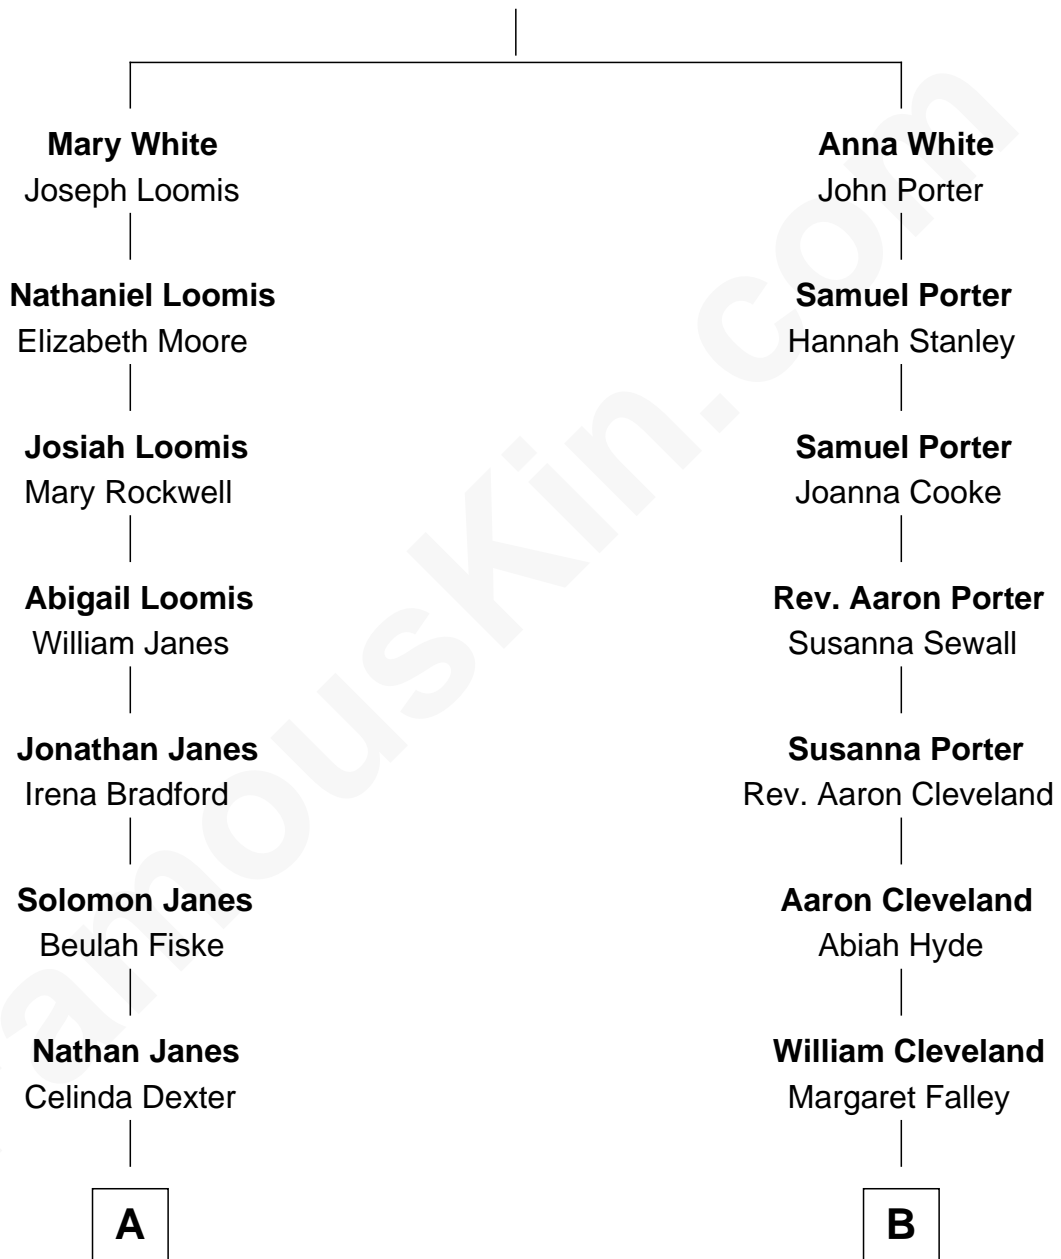 Mary White
Joseph Loomis
Anna White
John Porter
Nathaniel Loomis
Elizabeth Moore
Samuel Porter
Hannah Stanley
Josiah Loomis
Mary Rockwell
Samuel Porter
Joanna Cooke
Abigail Loomis
William Janes
Rev. Aaron Porter
Susanna Sewall
Jonathan Janes
Irena Bradford
Susanna Porter
Rev. Aaron Cleveland
Solomon Janes
Beulah Fiske
Aaron Cleveland
Abiah Hyde
Nathan Janes
Celinda Dexter
William Cleveland
Margaret Falley
A
B
amouskin.com